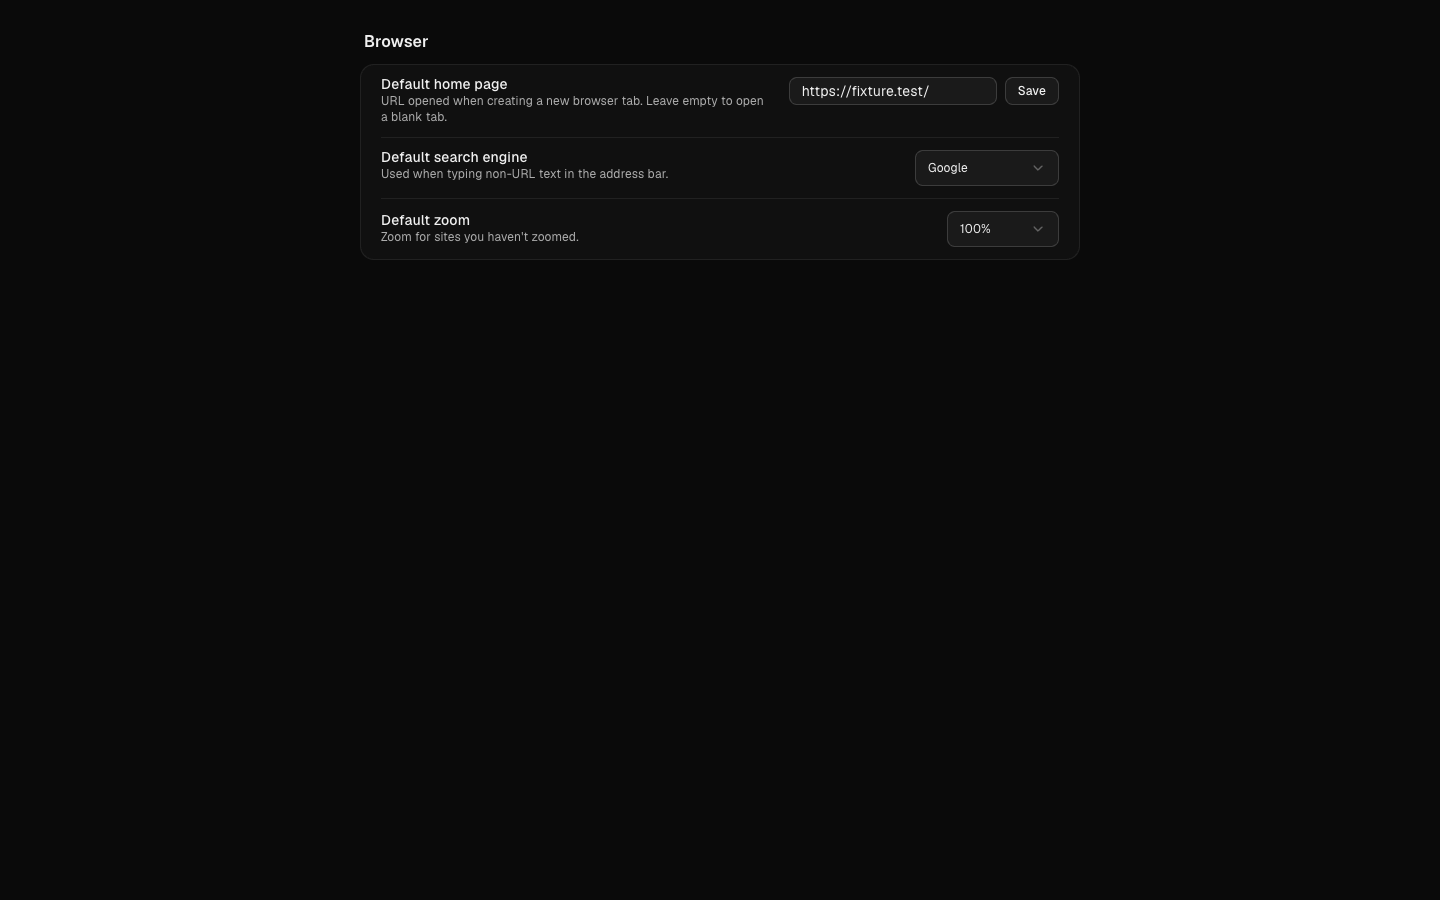 Browser
Default home page
URL opened when creating a new browser tab. Leave empty to open
a blank tab.
https://fixture.test/
Save
Default search engine
Used when typing non-URL text in the address bar.
Google
Default zoom
Zoom for sites you haven't zoomed.
100%